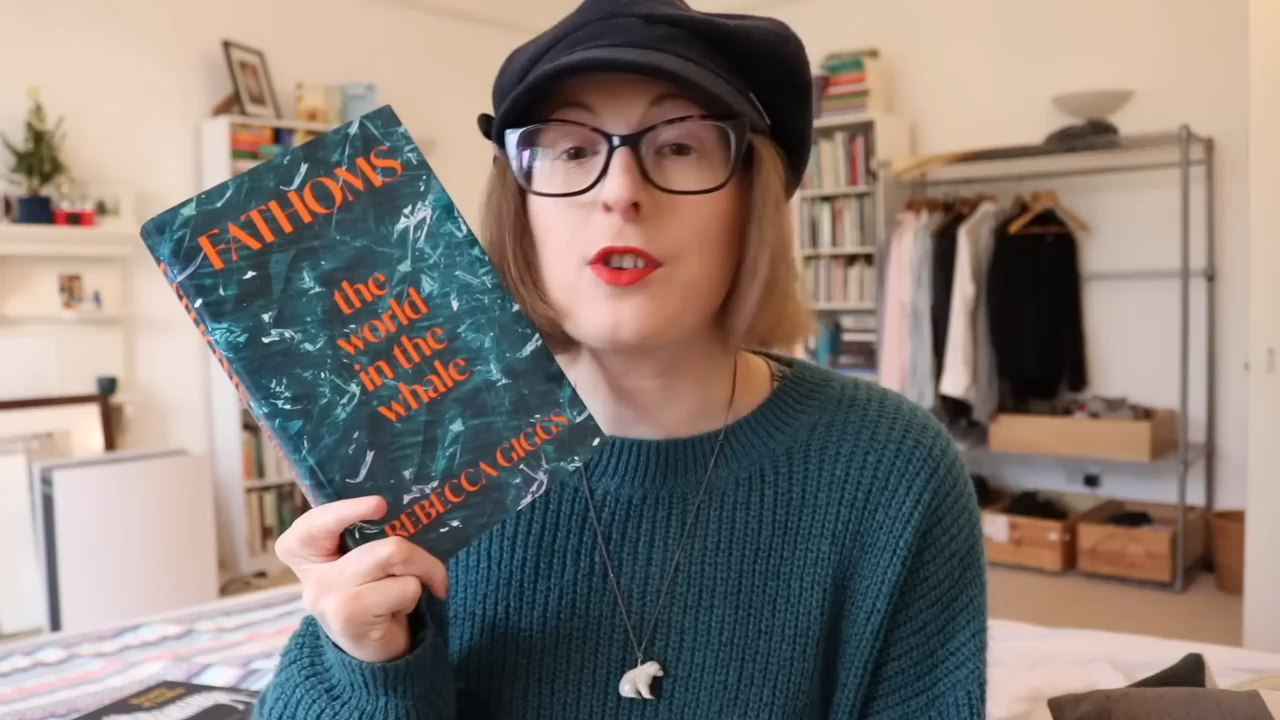 FATHOMS
the
world
in the
whale
REBECCA GIGGS